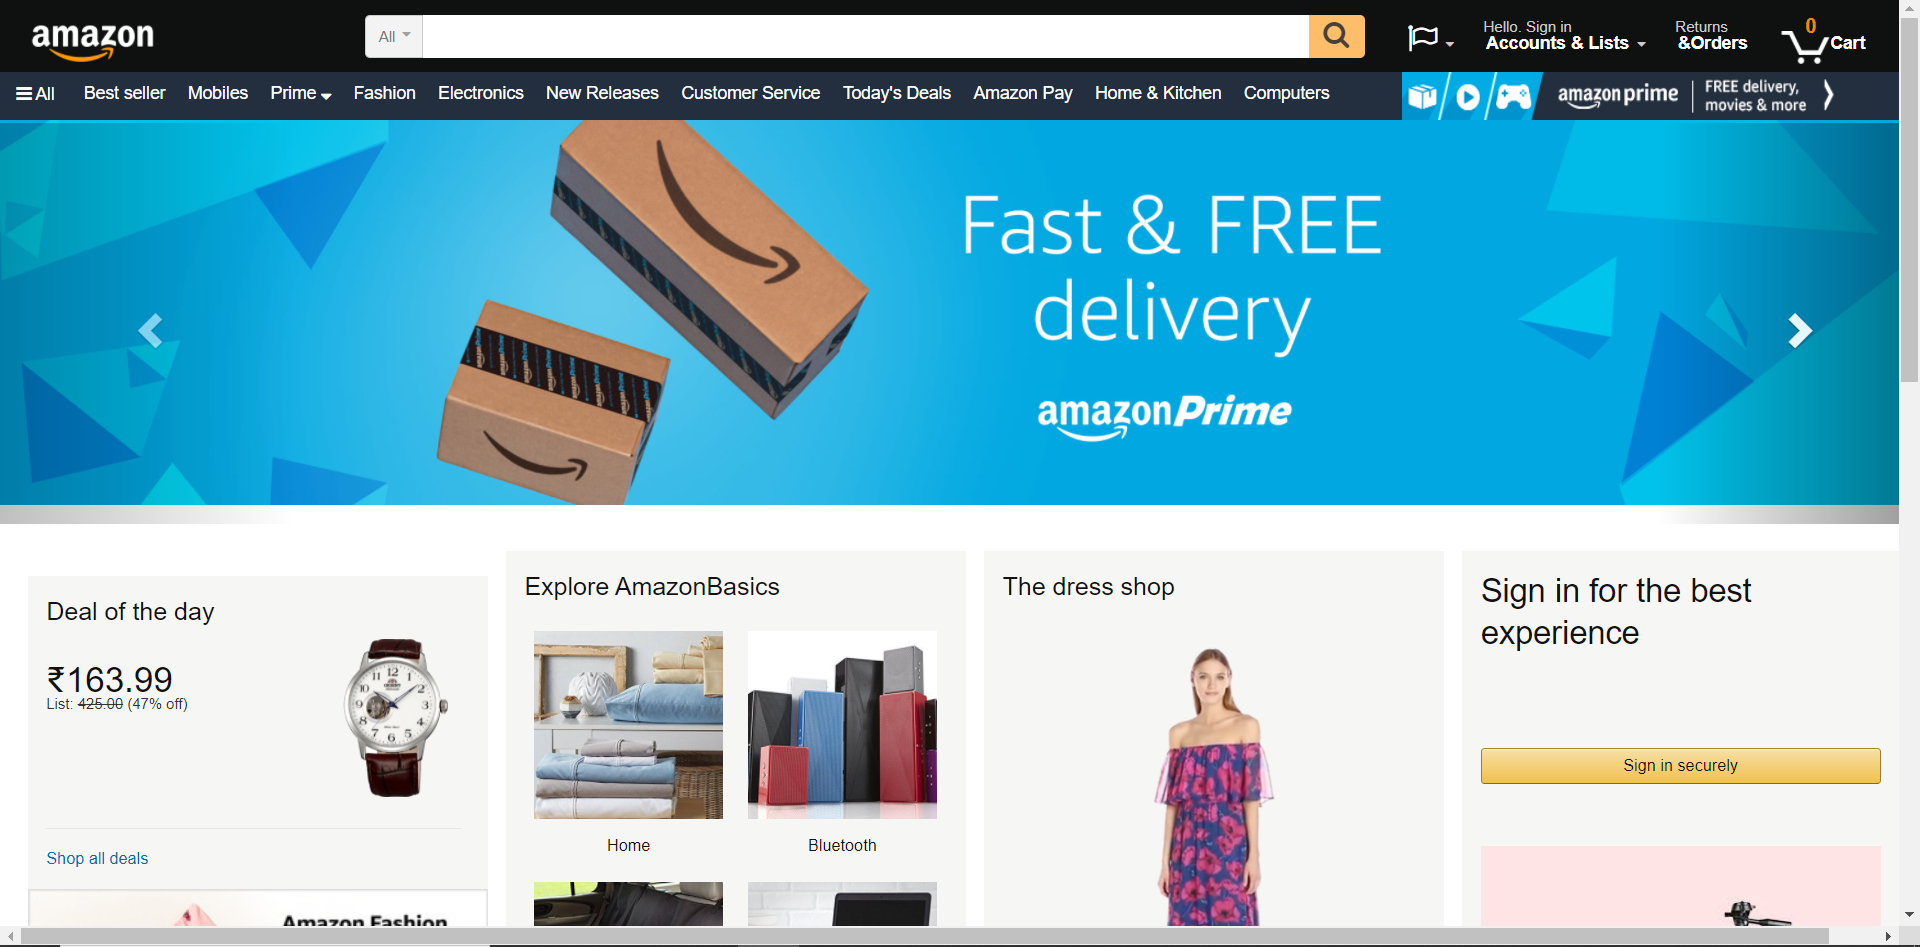 amazon
All
Hello. Sign in
Accounts & Lists
Returns
&Orders
0
Cart
All
Best seller
Mobiles
Prime
Fashion
Electronics
New Releases
Customer Service
Today's Deals
Amazon Pay
Home & Kitchen
Computers
amazon prime
FREE delivery,
movies & more
Fast & FREE
delivery
amazonPrime
Deal of the day
₹163.99
List: 425.00 (47% off)
Shop all deals
Amazon Fashion
Explore AmazonBasics
Home
Bluetooth
The dress shop
Sign in for the best
experience
Sign in securely